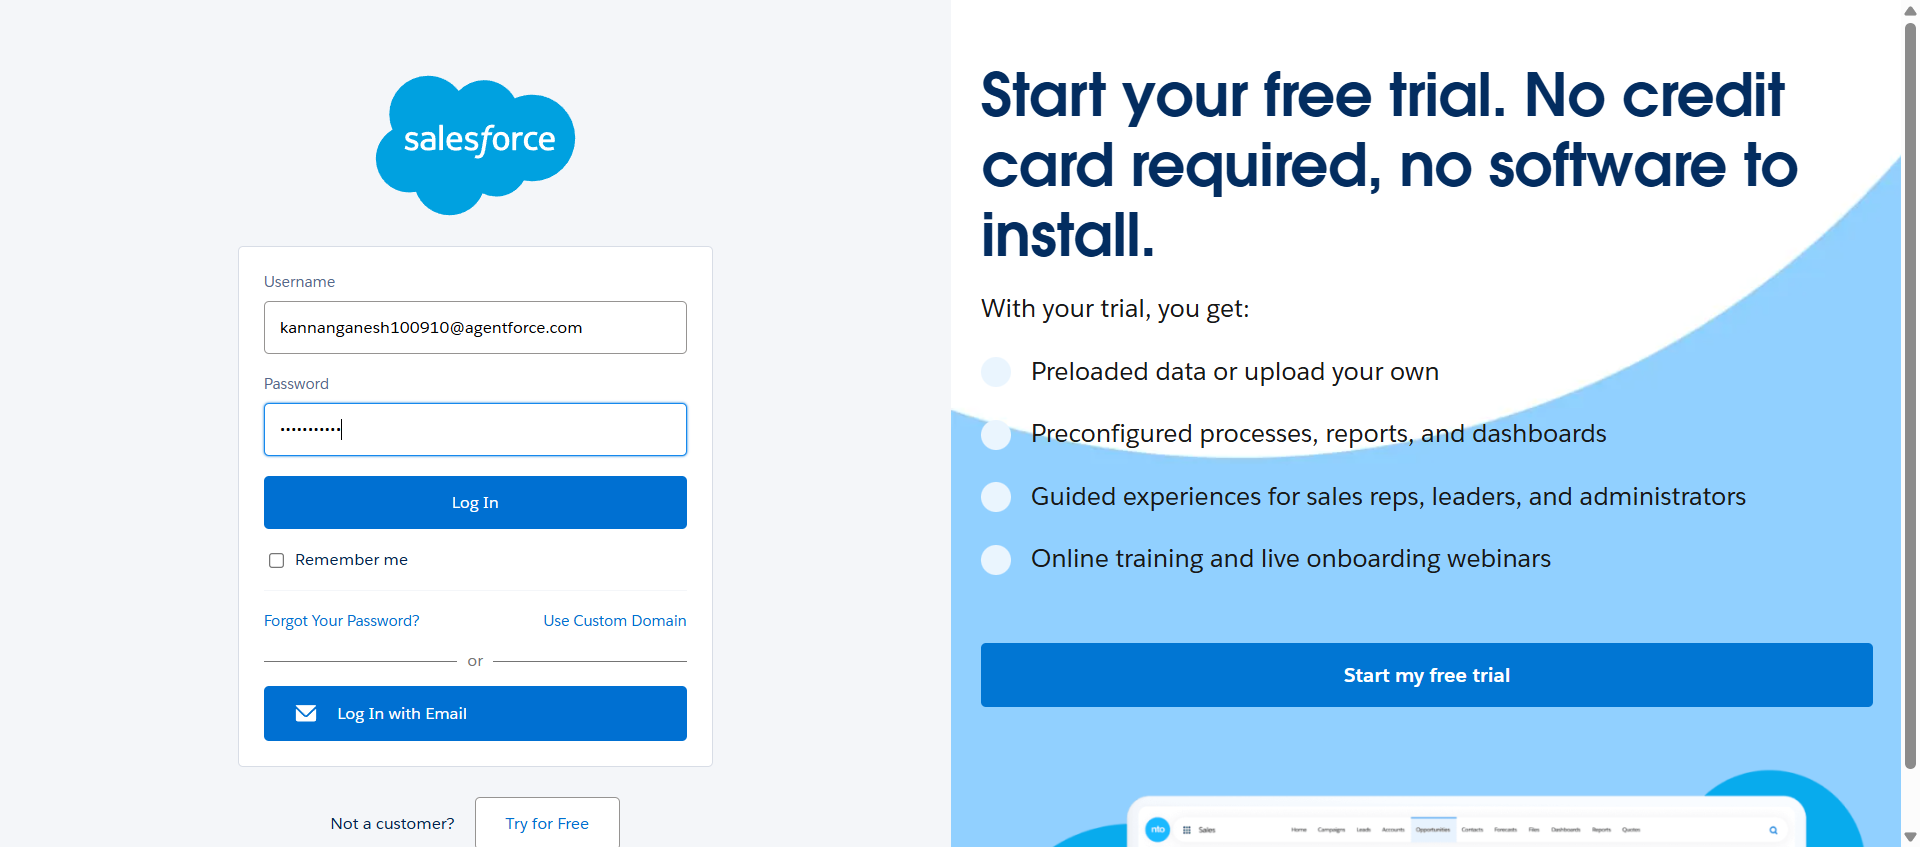 salesforce
Username
kannanganesh100910@agentforce.com
Password
•••••••••••
Log In
Remember me
Forgot Your Password?
Use Custom Domain
or
Log In with Email
Not a customer?
Try for Free
Start your free trial. No credit
card required, no software to
install.
With your trial, you get:
Preloaded data or upload your own
Preconfigured processes, reports, and dashboards
Guided experiences for sales reps, leaders, and administrators
Online training and live onboarding webinars
Start my free trial
nto Sales Home Campaigns Leads Accounts Opportunities Contacts Forecasts Files Dashboards Reports Quotes